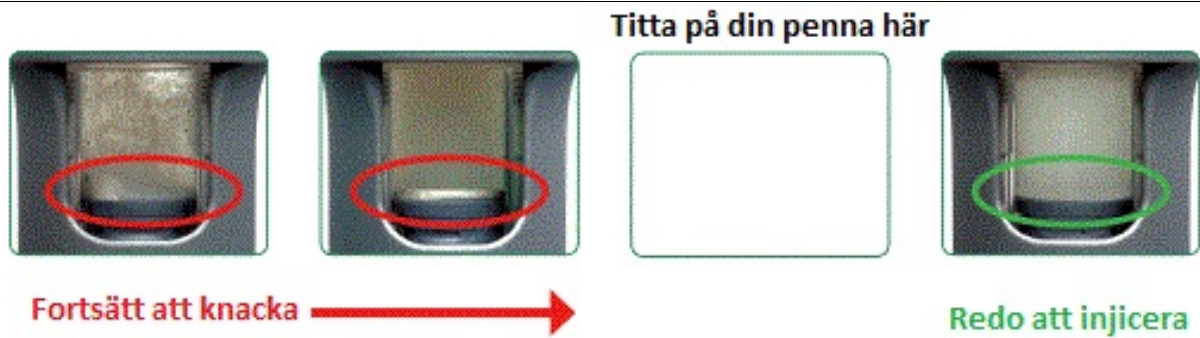 Titta på din penna här
Fortsätt att knacka
Redo att injicera